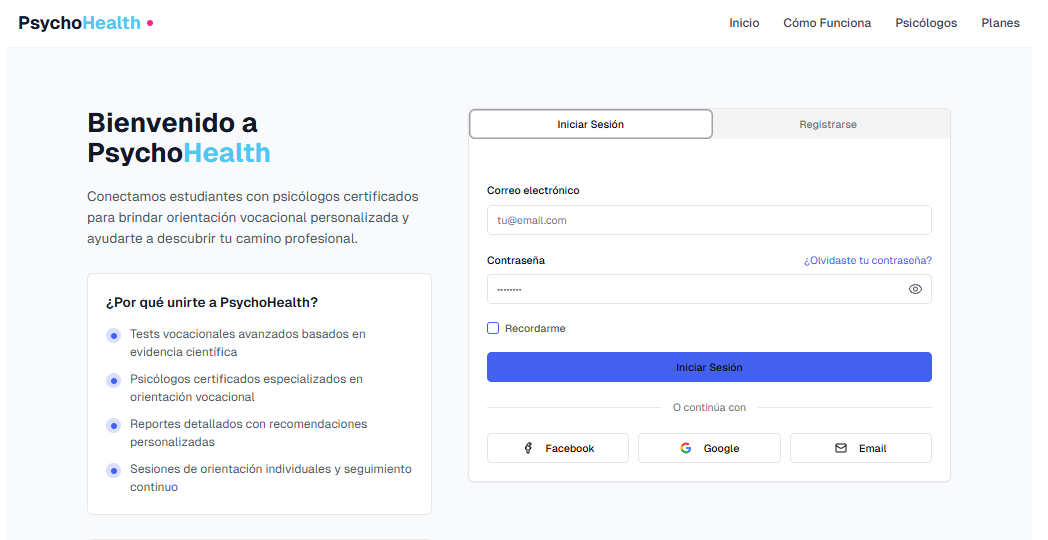 PsychoHealth
Inicio Cómo Funciona Psicólogos Planes
Bienvenido a
PsychoHealth
Conectamos estudiantes con psicólogos certificados
para brindar orientación vocacional personalizada y
ayudarte a descubrir tu camino profesional.
¿Por qué unirte a PsychoHealth?
Tests vocacionales avanzados basados en
evidencia científica
Psicólogos certificados especializados en
orientación vocacional
Reportes detallados con recomendaciones
personalizadas
Sesiones de orientación individuales y seguimiento
continuo
Iniciar Sesión Registrarse
Correo electrónico
tu@email.com
Contraseña ¿Olvidaste tu contraseña?
••••••••
Recordarme
Iniciar Sesión
O continúa con
Facebook Google Email